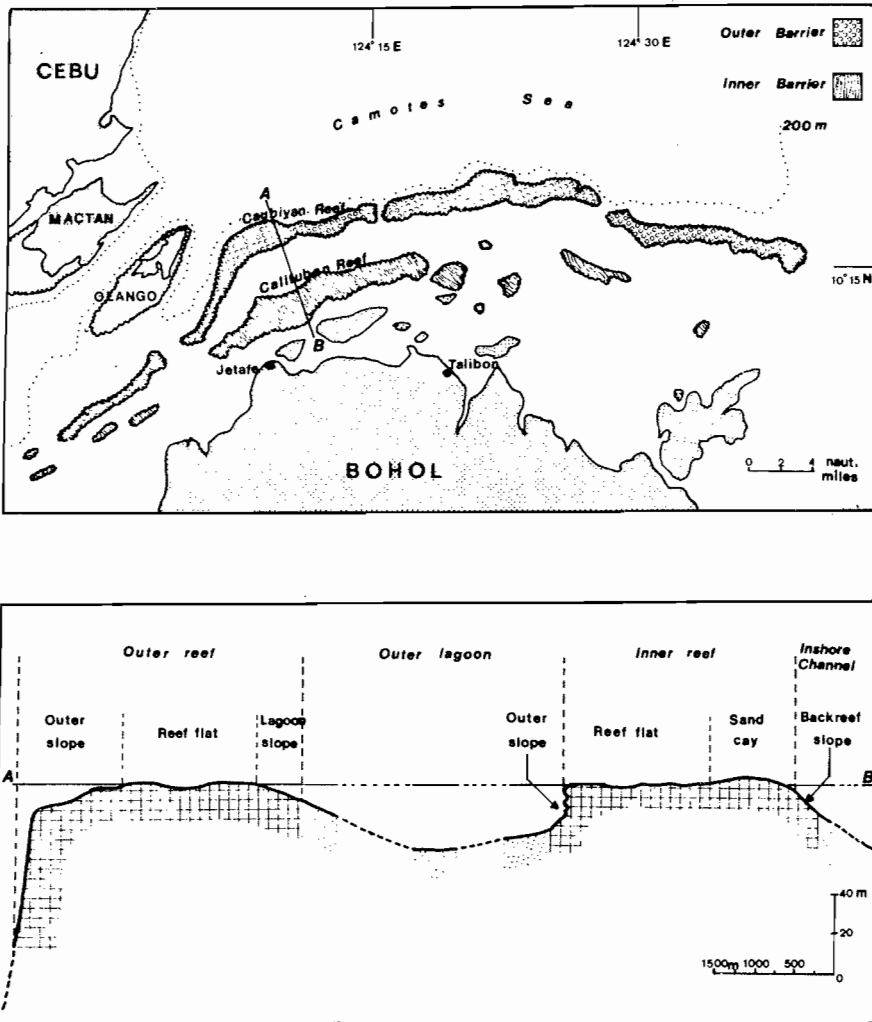 124° 15 E
124° 30 E
Outer Barrier
Inner Barrier
200 m
CEBU
Camotes Sea
A
MACTAN
Caubiyan Reef
OLANGO
Calituban Reef
10° 15 N
B
Jetafe
Talibon
BOHOL
0 2 4 naut. miles
Outer reef
Outer lagoon
Inner reef
Inshore
Channel
Outer
slope
Reef flat
Lagoon
slope
Outer
slope
Reef flat
Sand
cay
Backreef
slope
A
B
40 m
20
0
1500m 1000 500